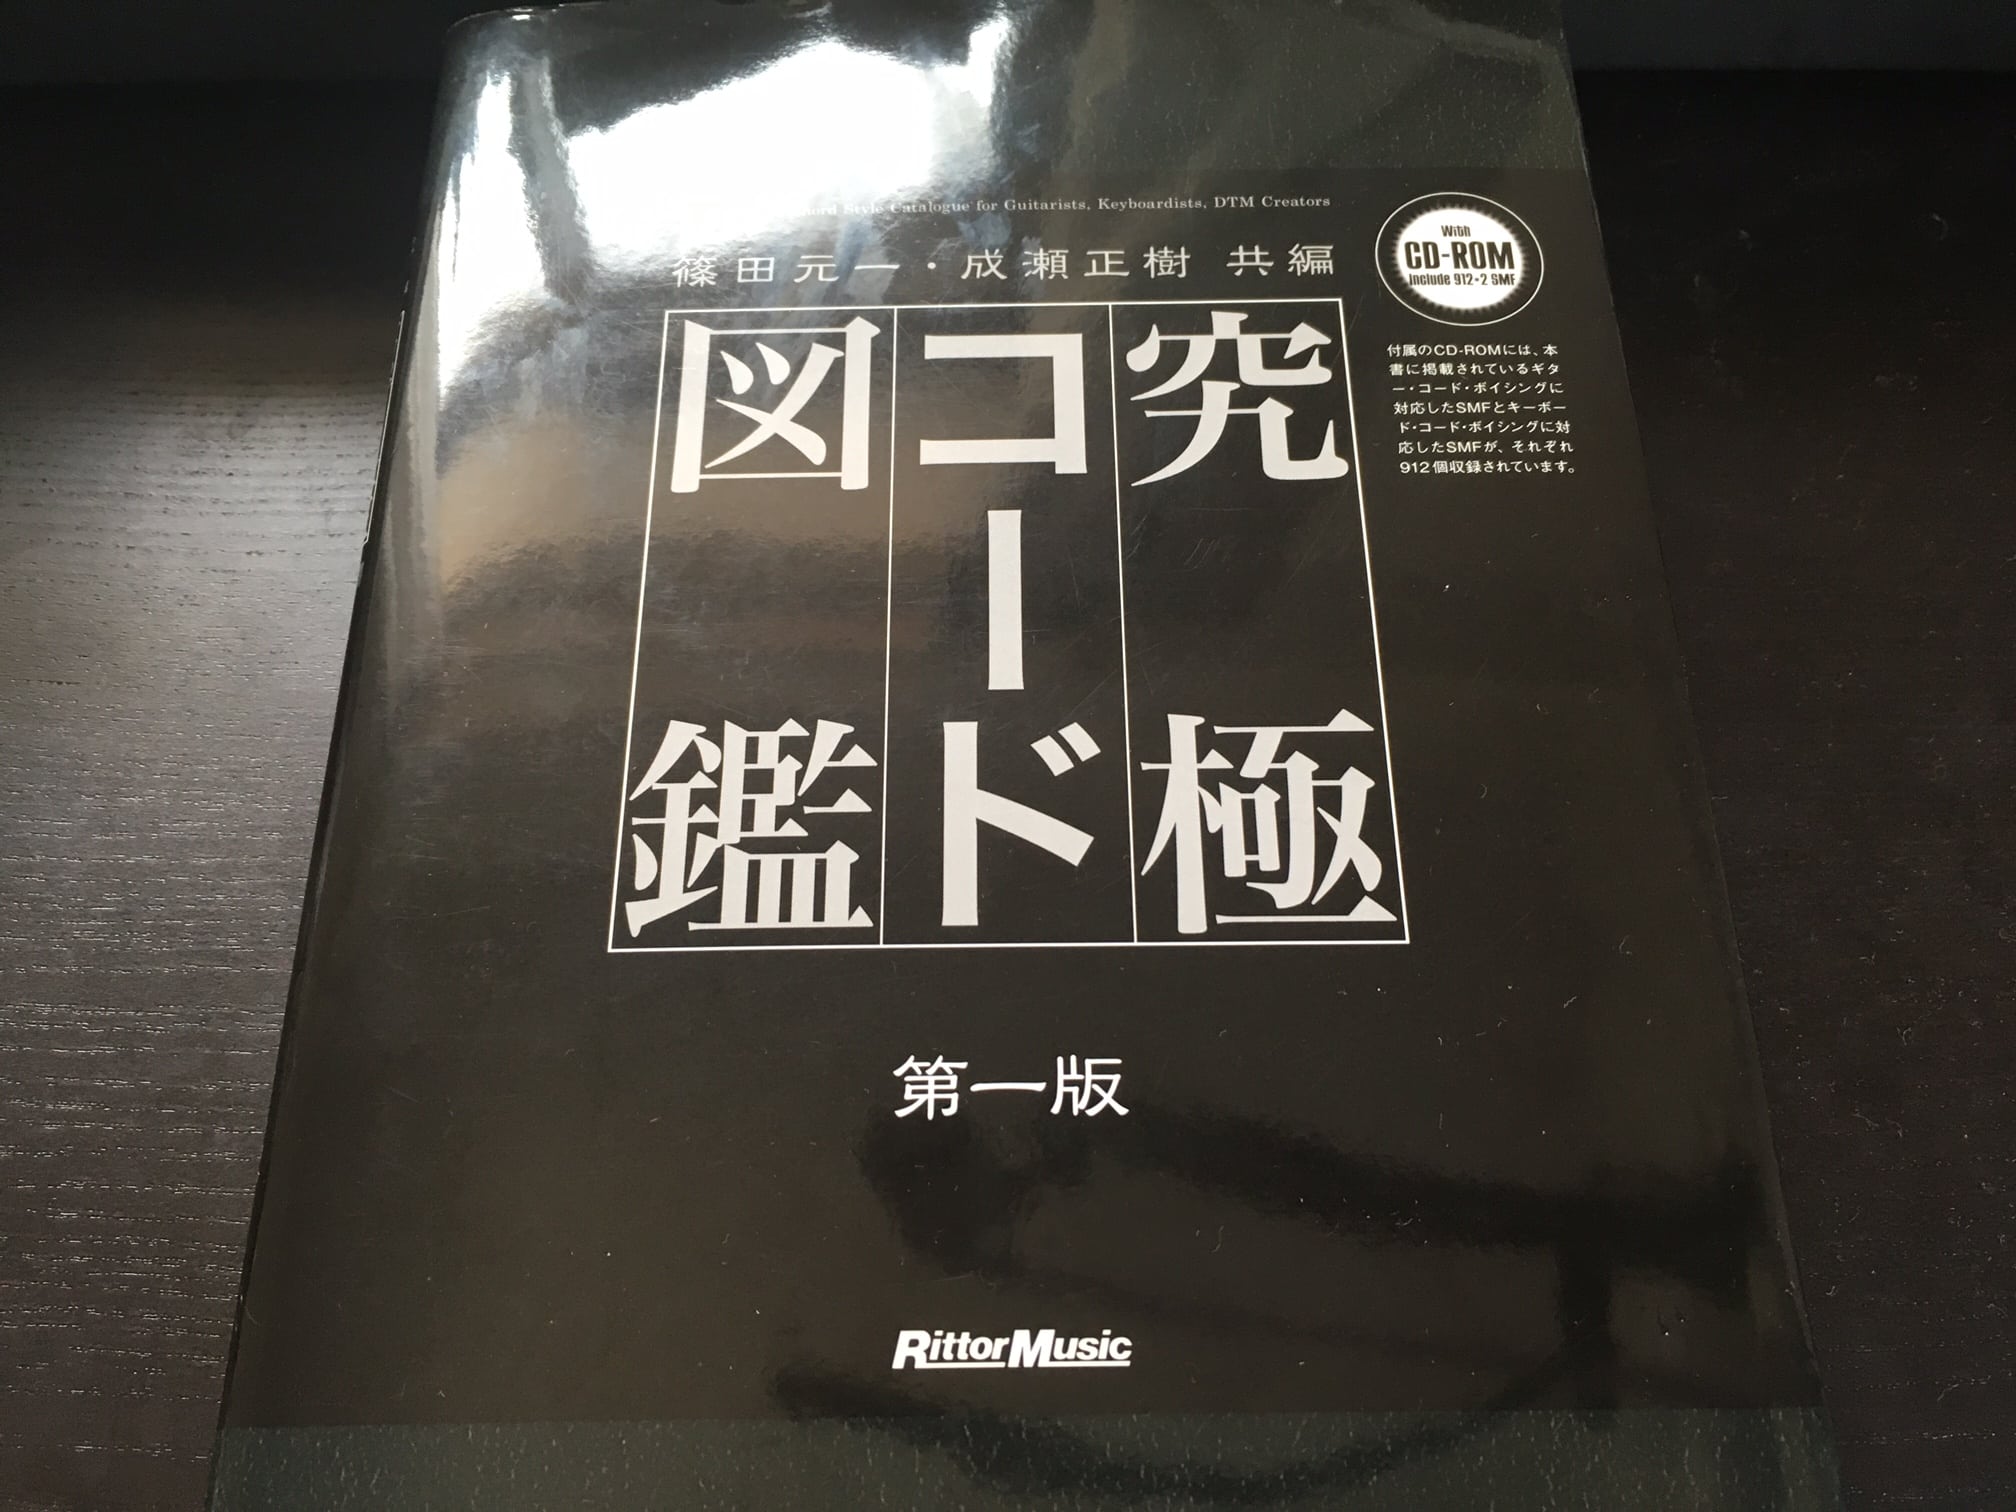 Chord Style Catalogue for Guitarists, Keyboardists, DTM Creators
篠田元一・成瀬正樹 共編
究極
コード
図鑑
With
CD-ROM
include 912×2 SMF
付属のCD-ROMには、本
書に掲載されているギタ
ー・コード・ボイシングに
対応したSMFとキーボー
ド・コード・ボイシングに対
応したSMFが、それぞれ
912個収録されています。
第一版
RittorMusic